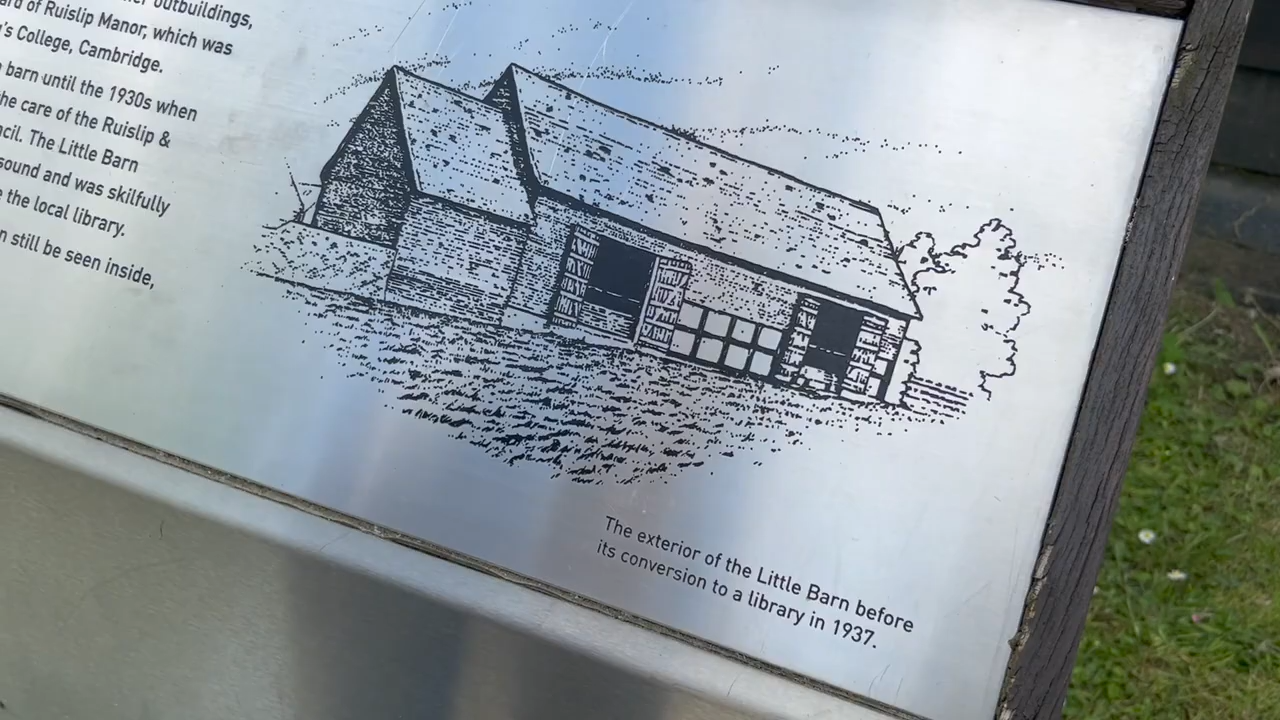 outbuildings,
of Ruislip Manor, which was
College, Cambridge.
barn until the 1930s when
the care of the Ruislip &
The Little Barn
sound and was skilfully
the local library.
still be seen inside,
The exterior of the Little Barn before
its conversion to a library in 1937.